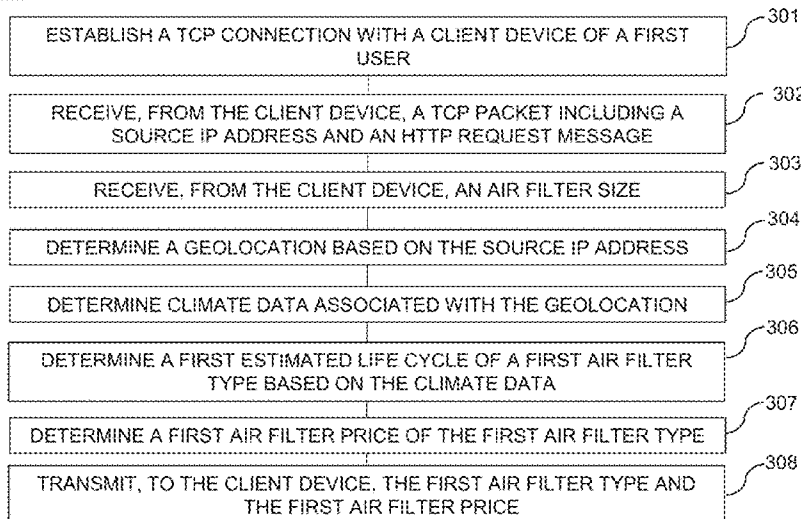 301
ESTABLISH A TCP CONNECTION WITH A CLIENT DEVICE OF A FIRST
USER
302
RECEIVE, FROM THE CLIENT DEVICE, A TCP PACKET INCLUDING A
SOURCE IP ADDRESS AND AN HTTP REQUEST MESSAGE
303
RECEIVE, FROM THE CLIENT DEVICE, AN AIR FILTER SIZE
304
DETERMINE A GEOLOCATION BASED ON THE SOURCE IP ADDRESS
305
DETERMINE CLIMATE DATA ASSOCIATED WITH THE GEOLOCATION
306
DETERMINE A FIRST ESTIMATED LIFE CYCLE OF A FIRST AIR FILTER
TYPE BASED ON THE CLIMATE DATA
307
DETERMINE A FIRST AIR FILTER PRICE OF THE FIRST AIR FILTER TYPE
308
TRANSMIT, TO THE CLIENT DEVICE, THE FIRST AIR FILTER TYPE AND
THE FIRST AIR FILTER PRICE